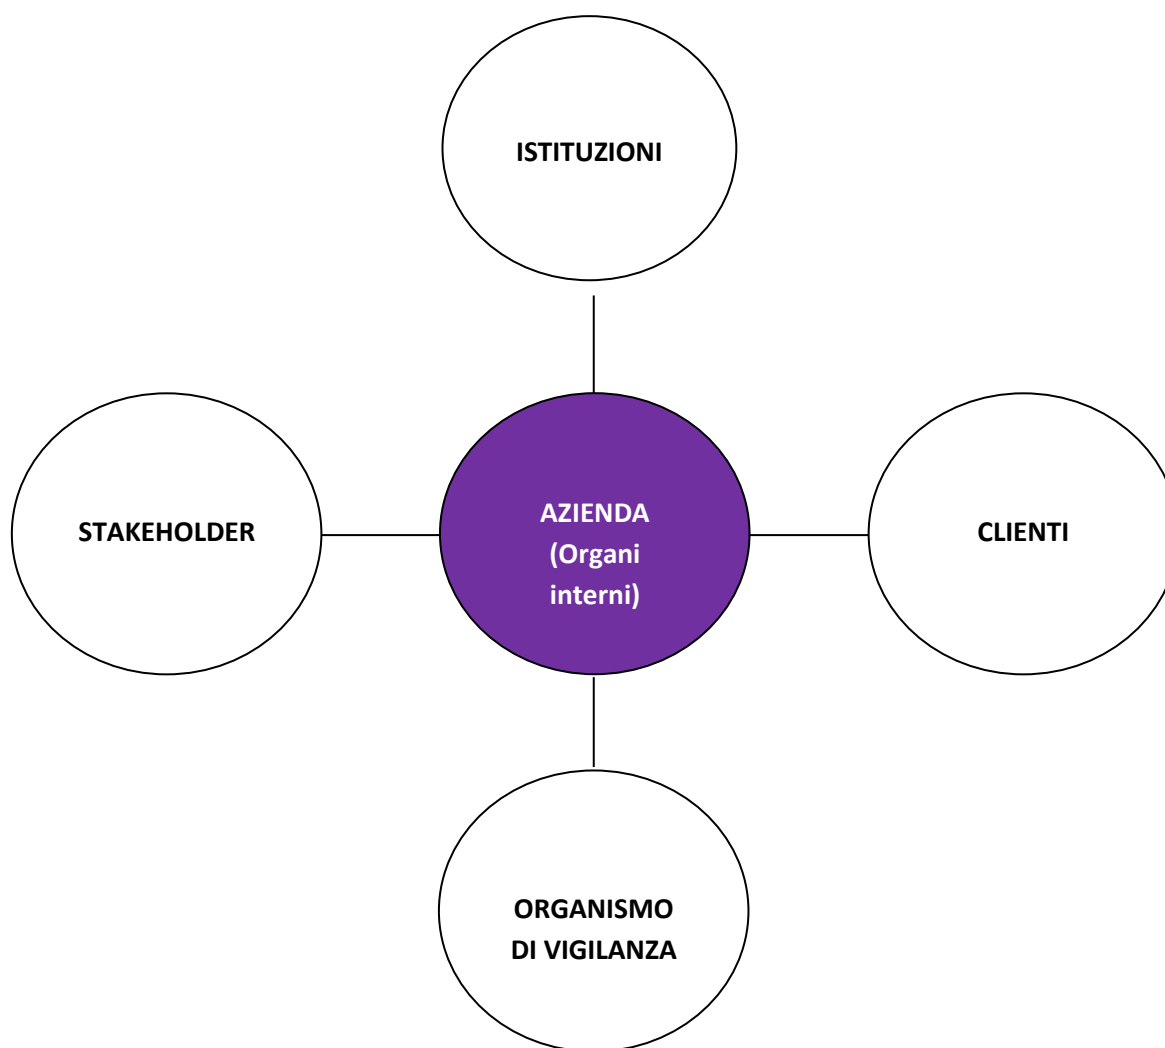 ISTITUZIONI
STAKEHOLDER
AZIENDA
(Organi
interni)
CLIENTI
ORGANISMO
DI VIGILANZA